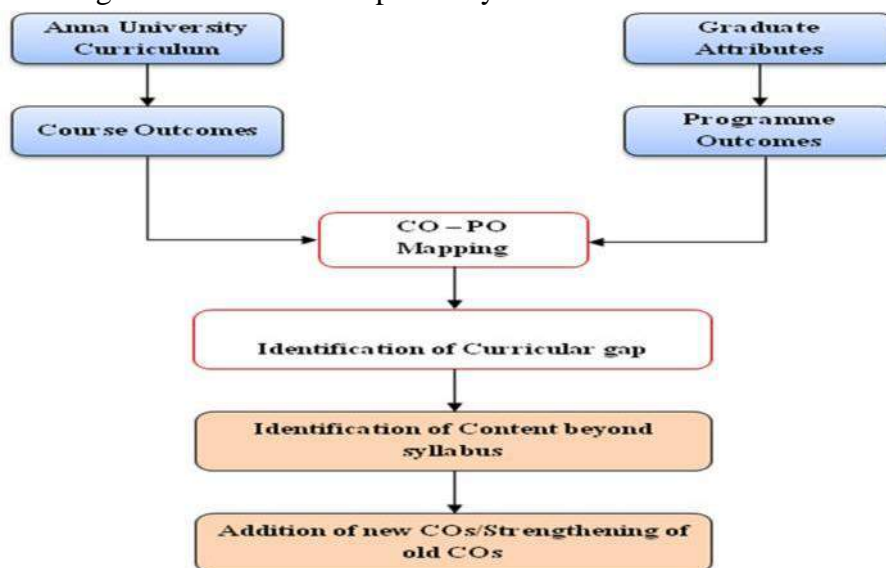 Anna University
Curriculum
Graduate
Attributes
Course Outcomes
Programme
Outcomes
CO – PO
Mapping
Identification of Curricular gap
Identification of Content beyond
syllabus
Addition of new COs/Strengthening of
old COs